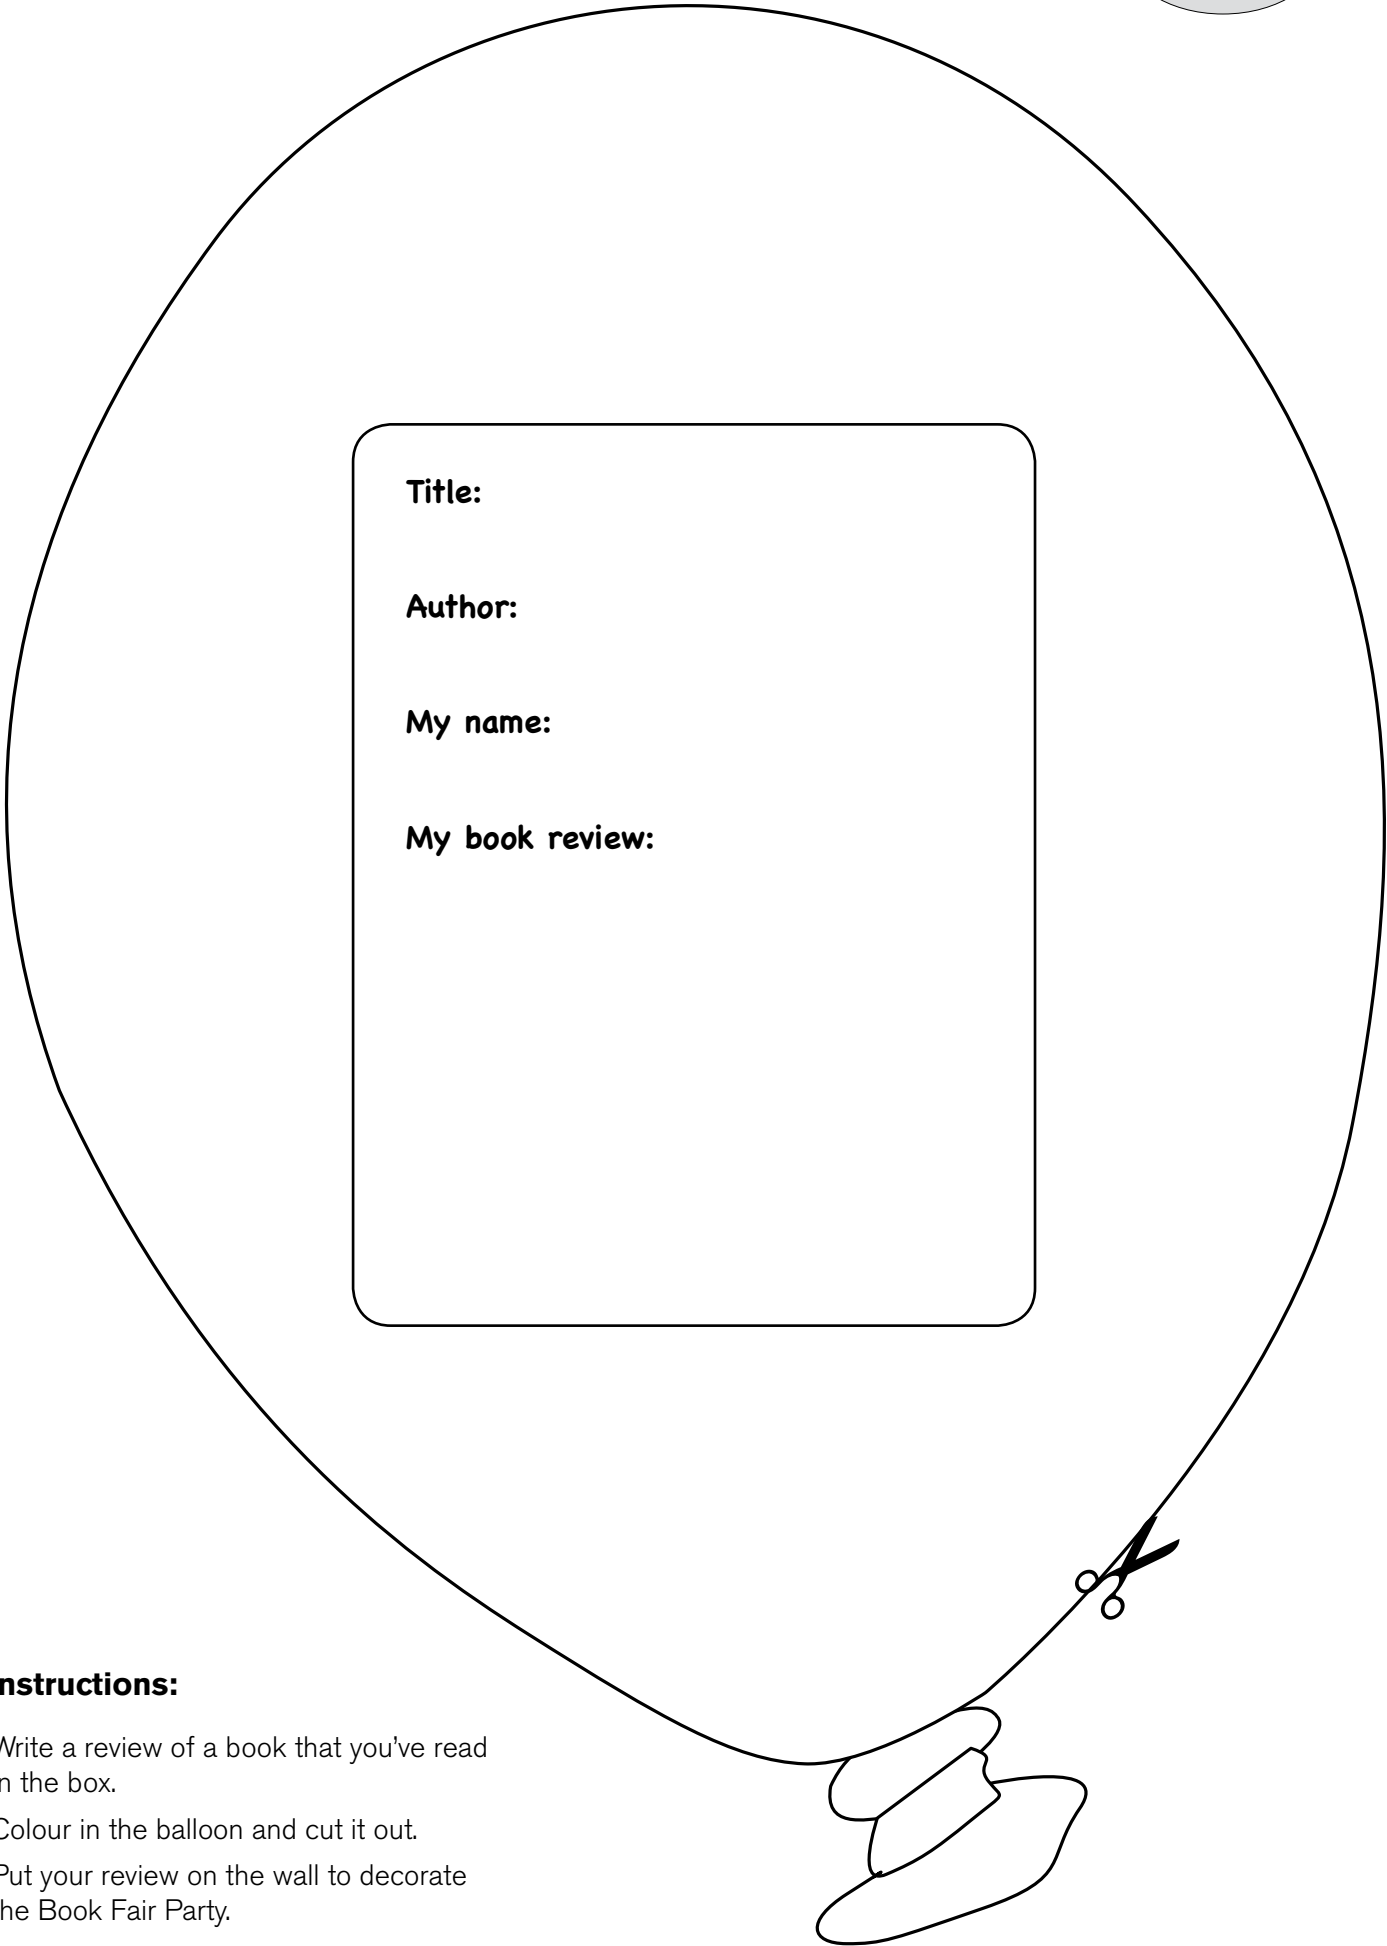 Title:
Author:
My name:
My book review:
nstructions:
Write a review of a book that you've read
n the box.
Colour in the balloon and cut it out.
Put your review on the wall to decorate
he Book Fair Party.